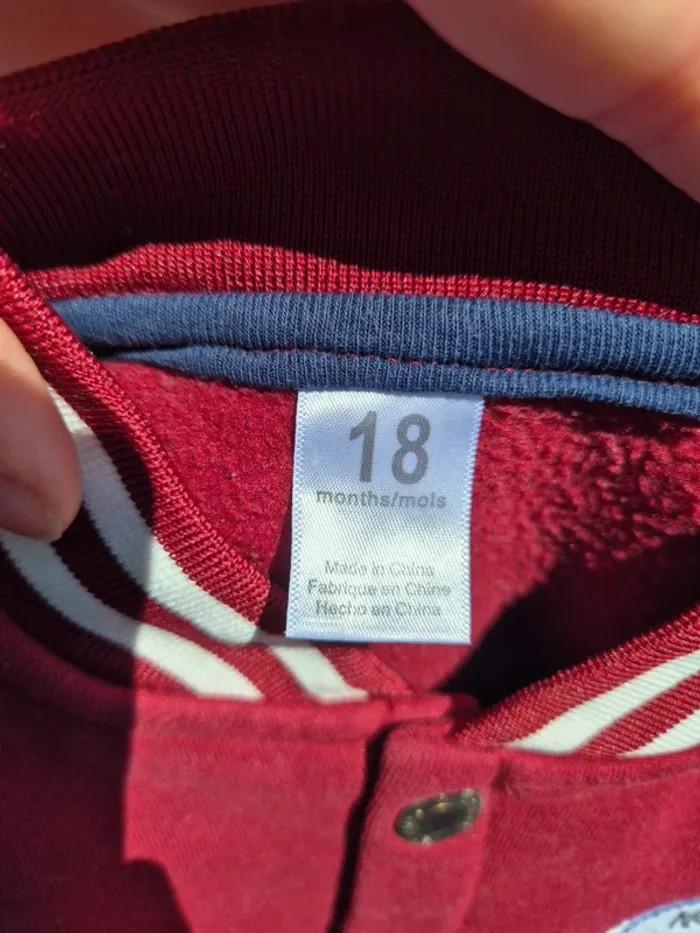 18
months/mois
Made in China
Fabriqué en Chine
Hecho en China